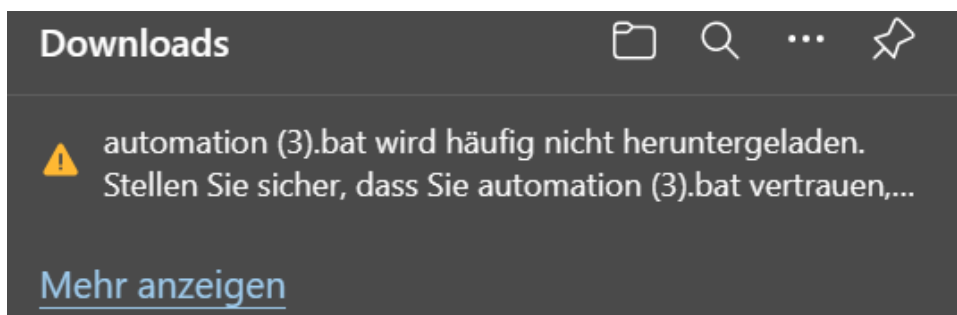 Downloads
automation (3).bat wird häufig nicht heruntergeladen.
Stellen Sie sicher, dass Sie automation (3).bat vertrauen,...
Mehr anzeigen